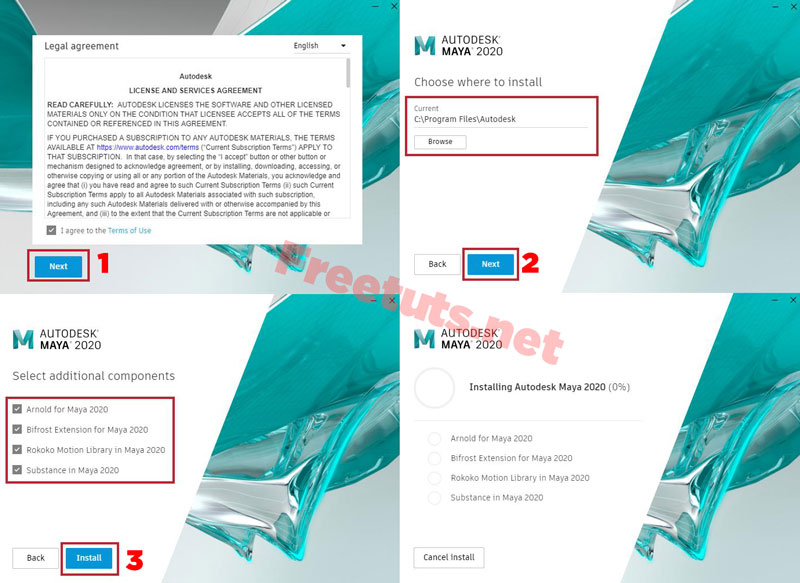 Legal agreement
English
Autodesk
LICENSE AND SERVICES AGREEMENT
READ CAREFULLY: AUTODESK LICENSES THE SOFTWARE AND OTHER LICENSED
MATERIALS ONLY ON THE CONDITION THAT LICENSEE ACCEPTS ALL OF THE TERMS
CONTAINED OR REFERENCED IN THIS AGREEMENT.
IF YOU PURCHASED A SUBSCRIPTION TO ANY AUTODESK MATERIALS, THE TERMS
AVAILABLE AT https://www.autodesk.com/terms ("Current Subscription Terms") APPLY TO
THAT SUBSCRIPTION. In that case, by selecting the "I accept" button or other button or
mechanism designed to acknowledge agreement, or by installing, downloading, accessing, or
otherwise copying or using all or any portion of the Autodesk Materials, you acknowledge and
agree that (i) you have read and agree to such Current Subscription Terms (ii) such Current
Subscription Terms apply to all Autodesk Materials associated with such subscription,
including any such Autodesk Materials delivered with or otherwise accompanied by this
Agreement, and (iii) to the extent that the Current Subscription Terms are not applicable or
I agree to the Terms of Use
Next
1
AUTODESK®
MAYA® 2020
Choose where to install
Current
C:\Program Files\Autodesk
Browse
Back
Next
2
Freetuts.net
AUTODESK®
MAYA® 2020
Select additional components
Arnold for Maya 2020
Bifrost Extension for Maya 2020
Rokoko Motion Library in Maya 2020
Substance in Maya 2020
Back
Install
3
AUTODESK®
MAYA® 2020
Installing Autodesk Maya 2020 (0%)
Arnold for Maya 2020
Bifrost Extension for Maya 2020
Rokoko Motion Library in Maya 2020
Substance in Maya 2020
Cancel install